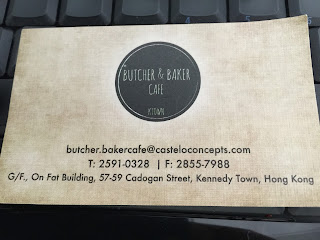 the
BUTCHER & BAKER
CAFE
KTOWN
butcher.bakercafe@casteloconcepts.com
T: 2591-0328 | F: 2855-7988
G/F., On Fat Building, 57-59 Cadogan Street, Kennedy Town, Hong Kong